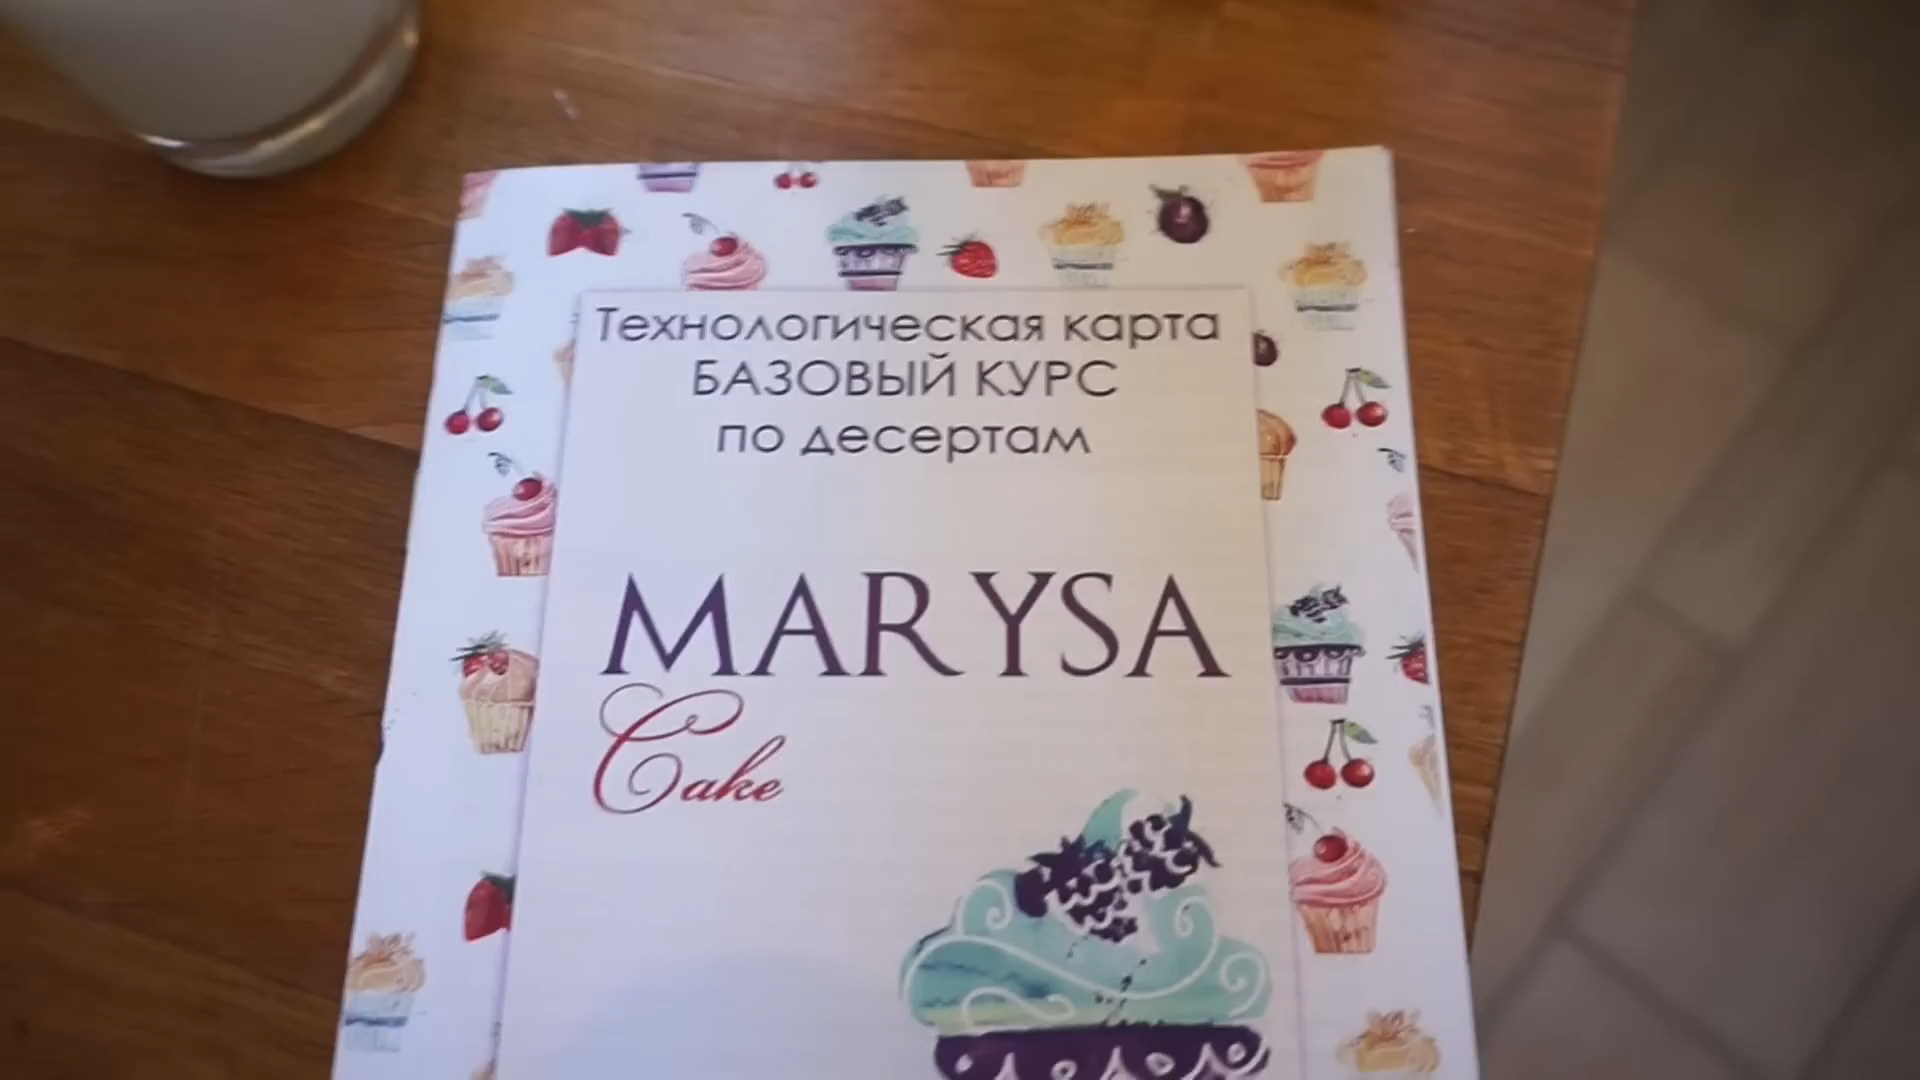 Технологическая карта
БАЗОВЫЙ КУРС
по десертам
MARYSA
Cake